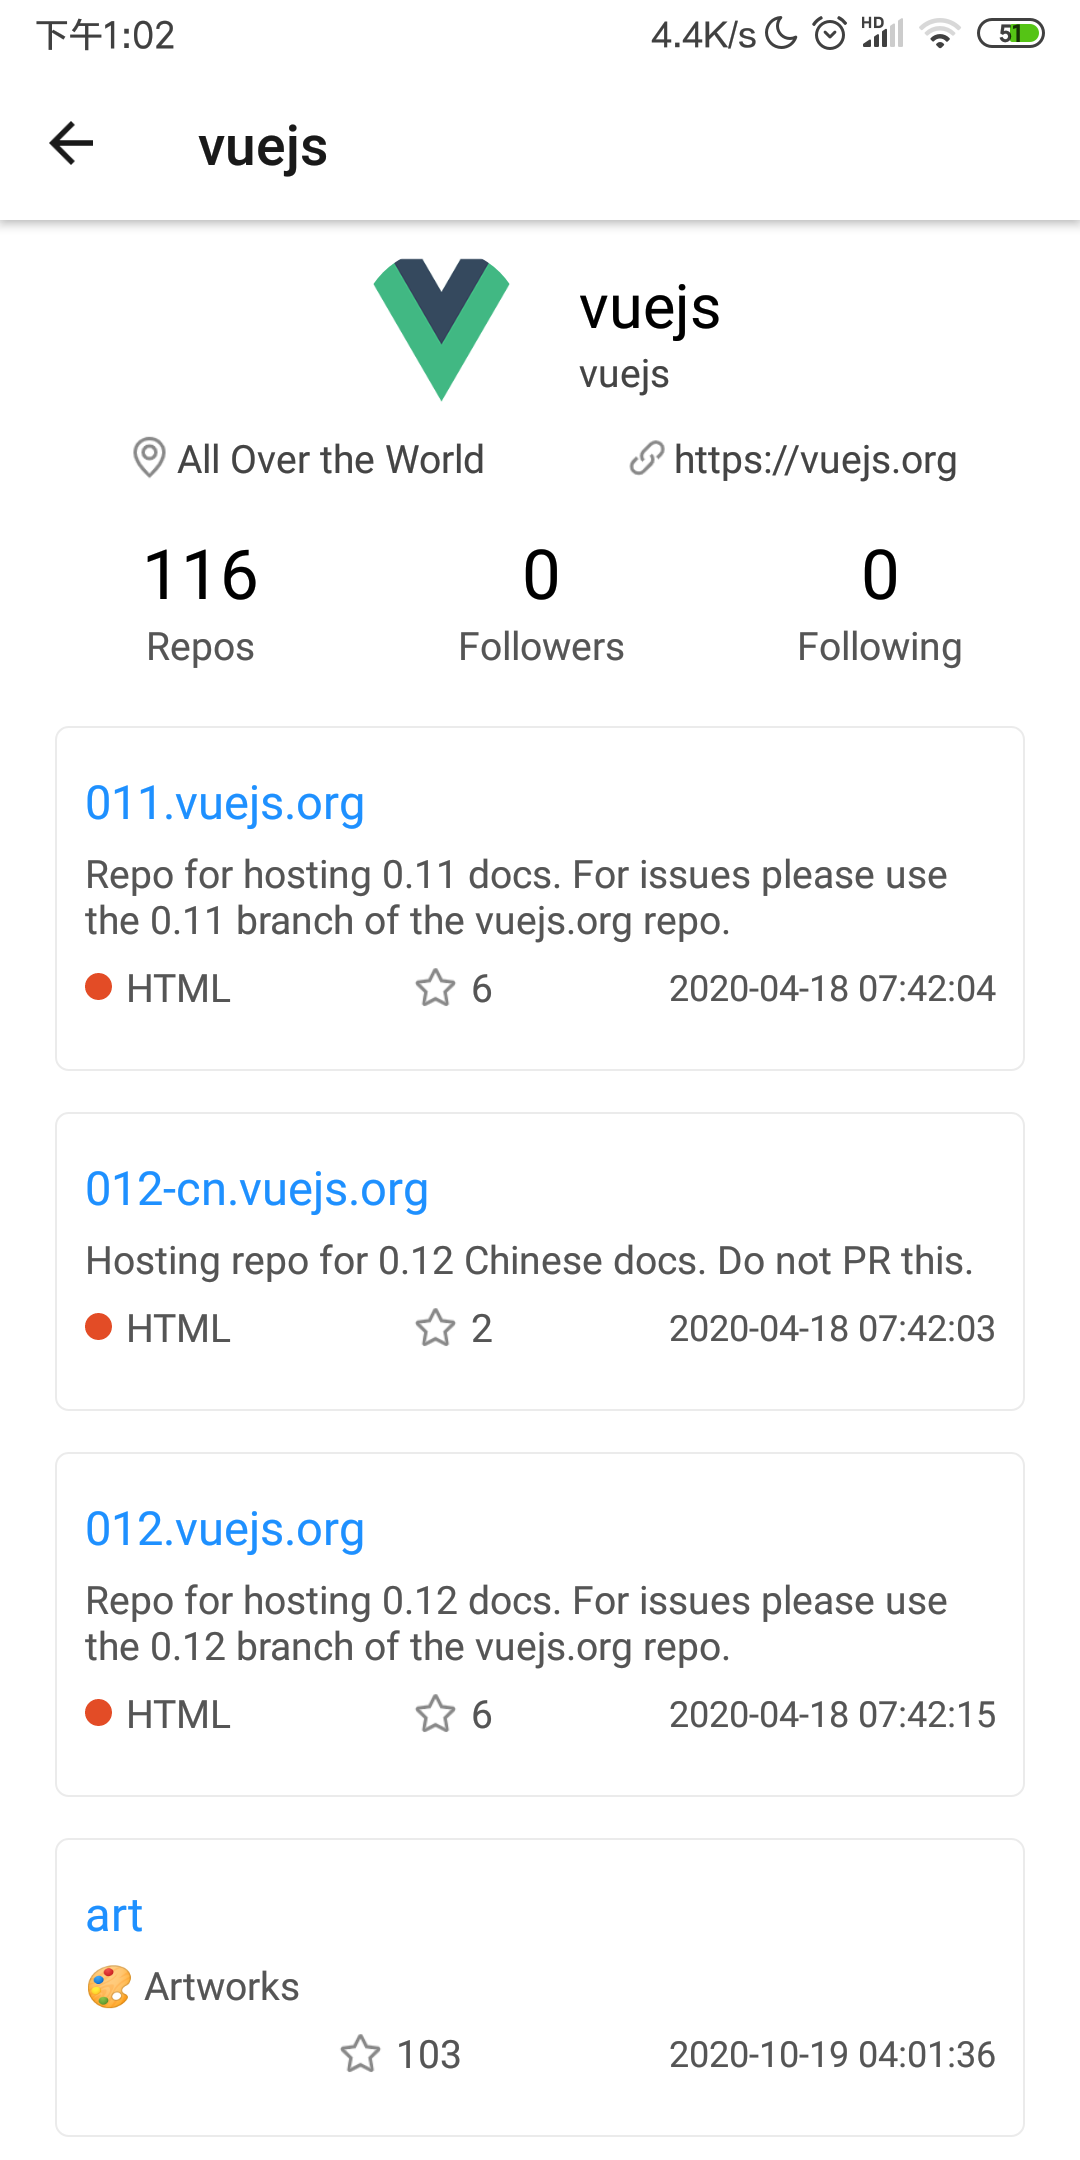 下午1:02 4.4K/s HD 51
vuejs
vuejs
vuejs
All Over the World https://vuejs.org
116 0 0
Repos Followers Following
011.vuejs.org
Repo for hosting 0.11 docs. For issues please use
the 0.11 branch of the vuejs.org repo.
HTML 6 2020-04-18 07:42:04
012-cn.vuejs.org
Hosting repo for 0.12 Chinese docs. Do not PR this.
HTML 2 2020-04-18 07:42:03
012.vuejs.org
Repo for hosting 0.12 docs. For issues please use
the 0.12 branch of the vuejs.org repo.
HTML 6 2020-04-18 07:42:15
art
🎨 Artworks
103 2020-10-19 04:01:36